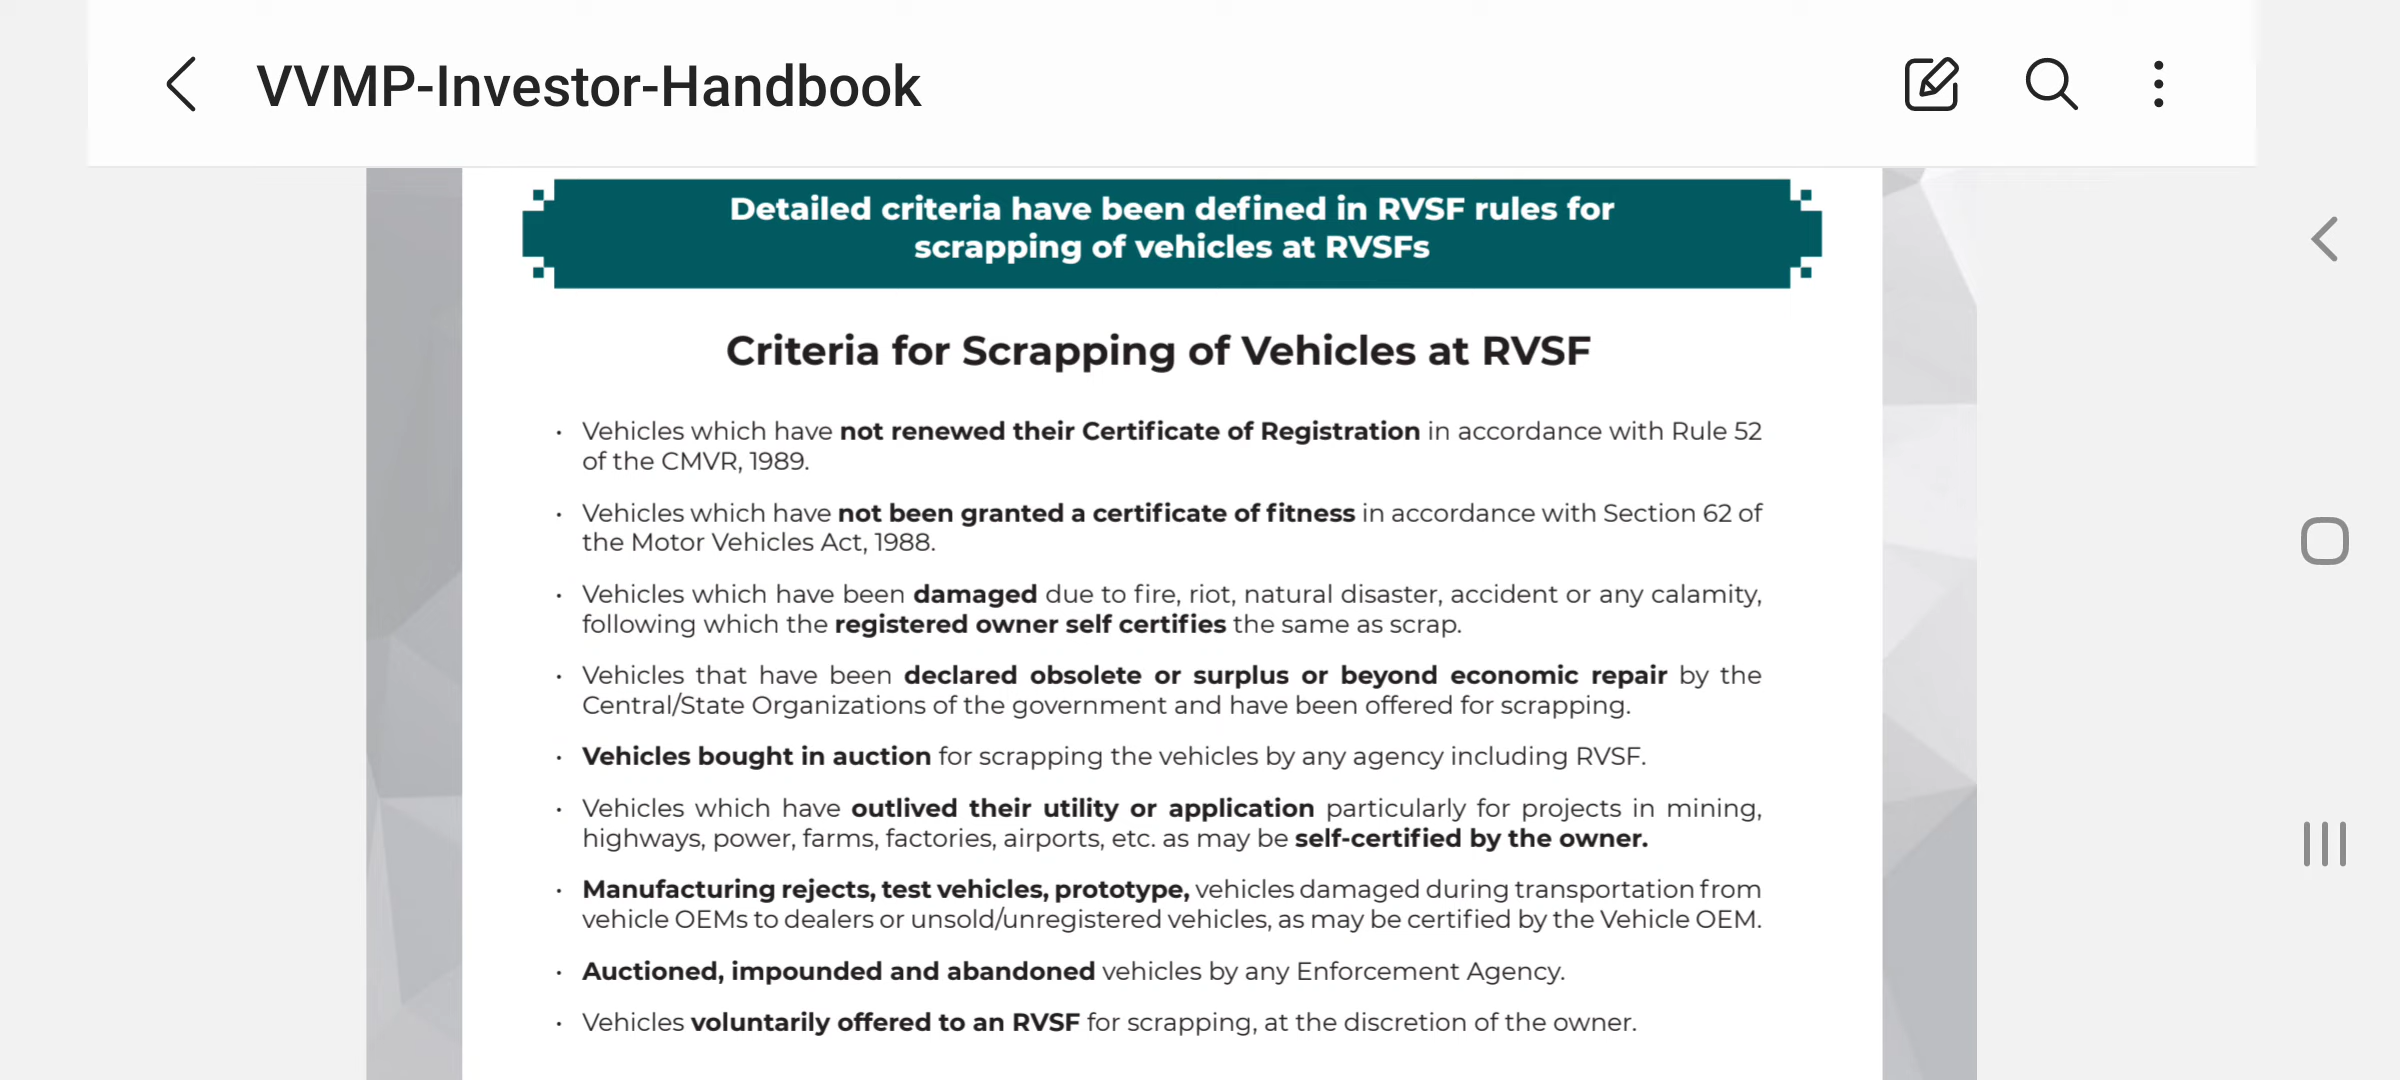 VVMP-Investor-Handbook
Detailed criteria have been defined in RVSF rules for
scrapping of vehicles at RVSFs
Criteria for Scrapping of Vehicles at RVSF
• Vehicles which have not renewed their Certificate of Registration in accordance with Rule 52
of the CMVR, 1989.
• Vehicles which have not been granted a certificate of fitness in accordance with Section 62 of
the Motor Vehicles Act, 1988.
• Vehicles which have been damaged due to fire, riot, natural disaster, accident or any calamity,
following which the registered owner self certifies the same as scrap.
• Vehicles that have been declared obsolete or surplus or beyond economic repair by the
Central/State Organizations of the government and have been offered for scrapping.
• Vehicles bought in auction for scrapping the vehicles by any agency including RVSF.
• Vehicles which have outlived their utility or application particularly for projects in mining,
highways, power, farms, factories, airports, etc. as may be self-certified by the owner.
• Manufacturing rejects, test vehicles, prototype, vehicles damaged during transportation from
vehicle OEMs to dealers or unsold/unregistered vehicles, as may be certified by the Vehicle OEM.
• Auctioned, impounded and abandoned vehicles by any Enforcement Agency.
• Vehicles voluntarily offered to an RVSF for scrapping, at the discretion of the owner.